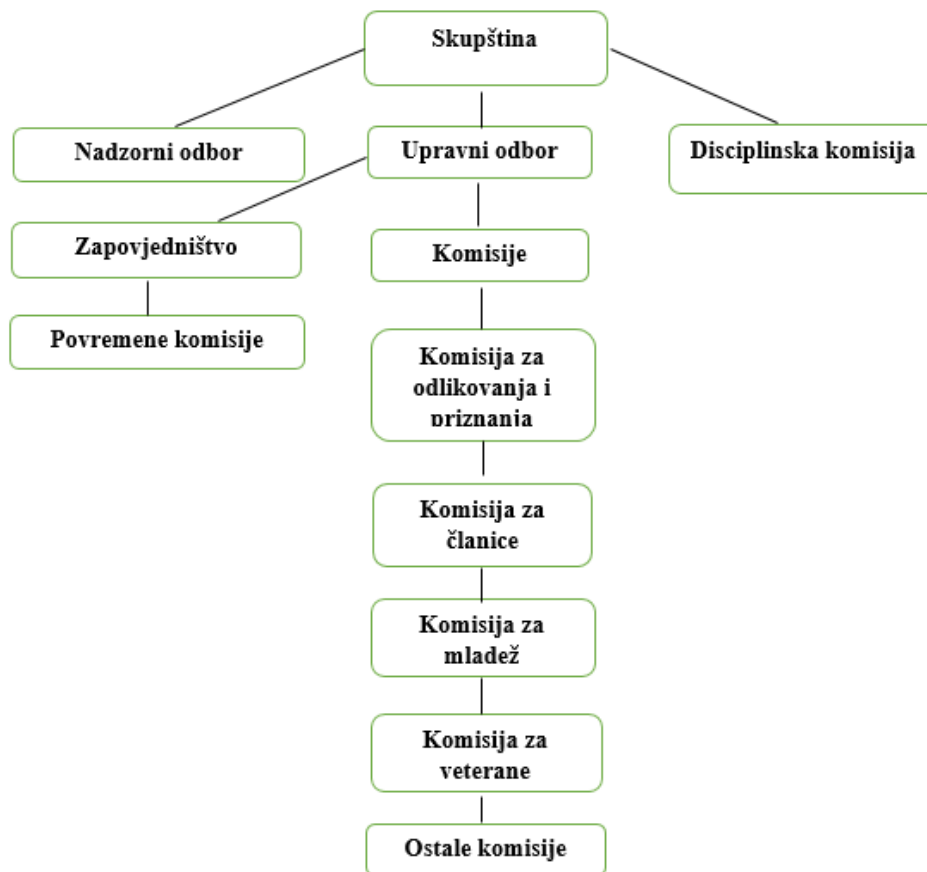 Skupština
Nadzorni odbor
Upravni odbor
Disciplinska komisija
Zapovjedništvo
Komisije
Povremene komisije
Komisija za
odlikovanja i
priznanja
Komisija za
članice
Komisija za
mladež
Komisija za
veterane
Ostale komisije